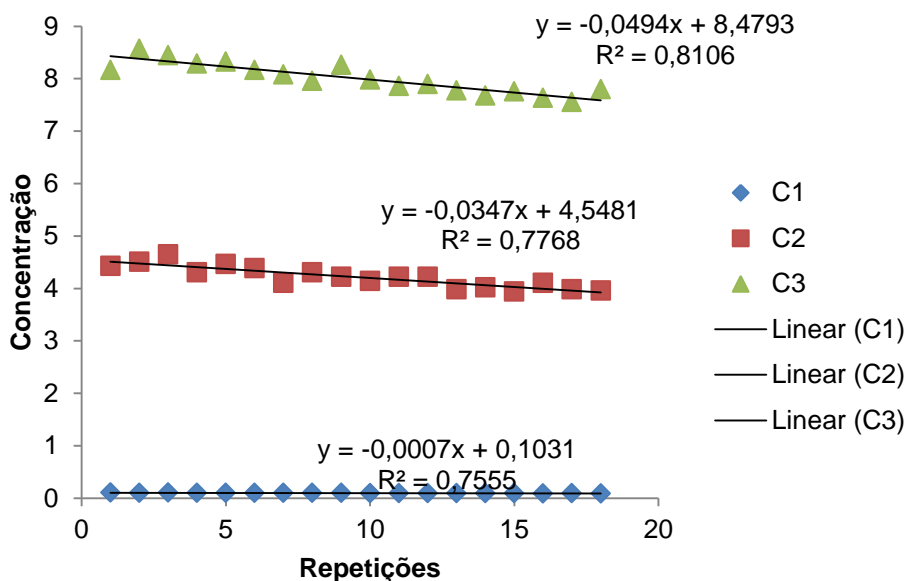 9
8
7
6
5
4
3
2
1
0
Concentração
y = -0,0494x + 8,4793
R² = 0,8106
y = -0,0347x + 4,5481
R² = 0,7768
y = -0,0007x + 0,1031
R² = 0,7555
0 5 10 15 20
Repetições
C1
C2
C3
Linear (C1)
Linear (C2)
Linear (C3)